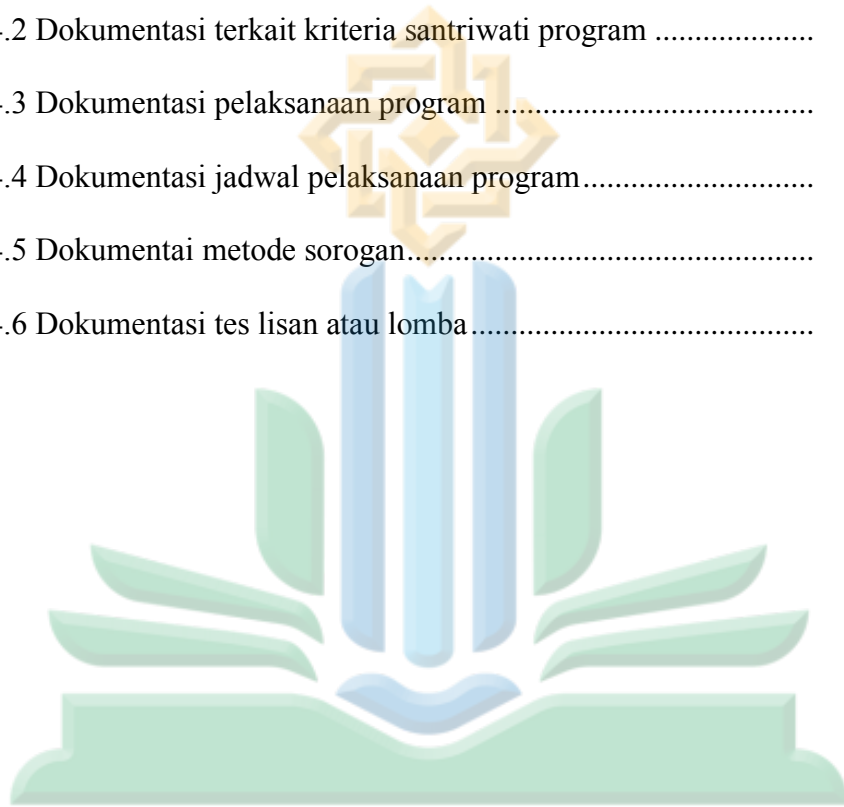 .2 Dokumentasi terkait kriteria santriwati program ....................
.3 Dokumentasi pelaksanaan program ........................................
.4 Dokumentasi jadwal pelaksanaan program.............................
.5 Dokumentai metode sorogan...................................................
.6 Dokumentasi tes lisan atau lomba...........................................